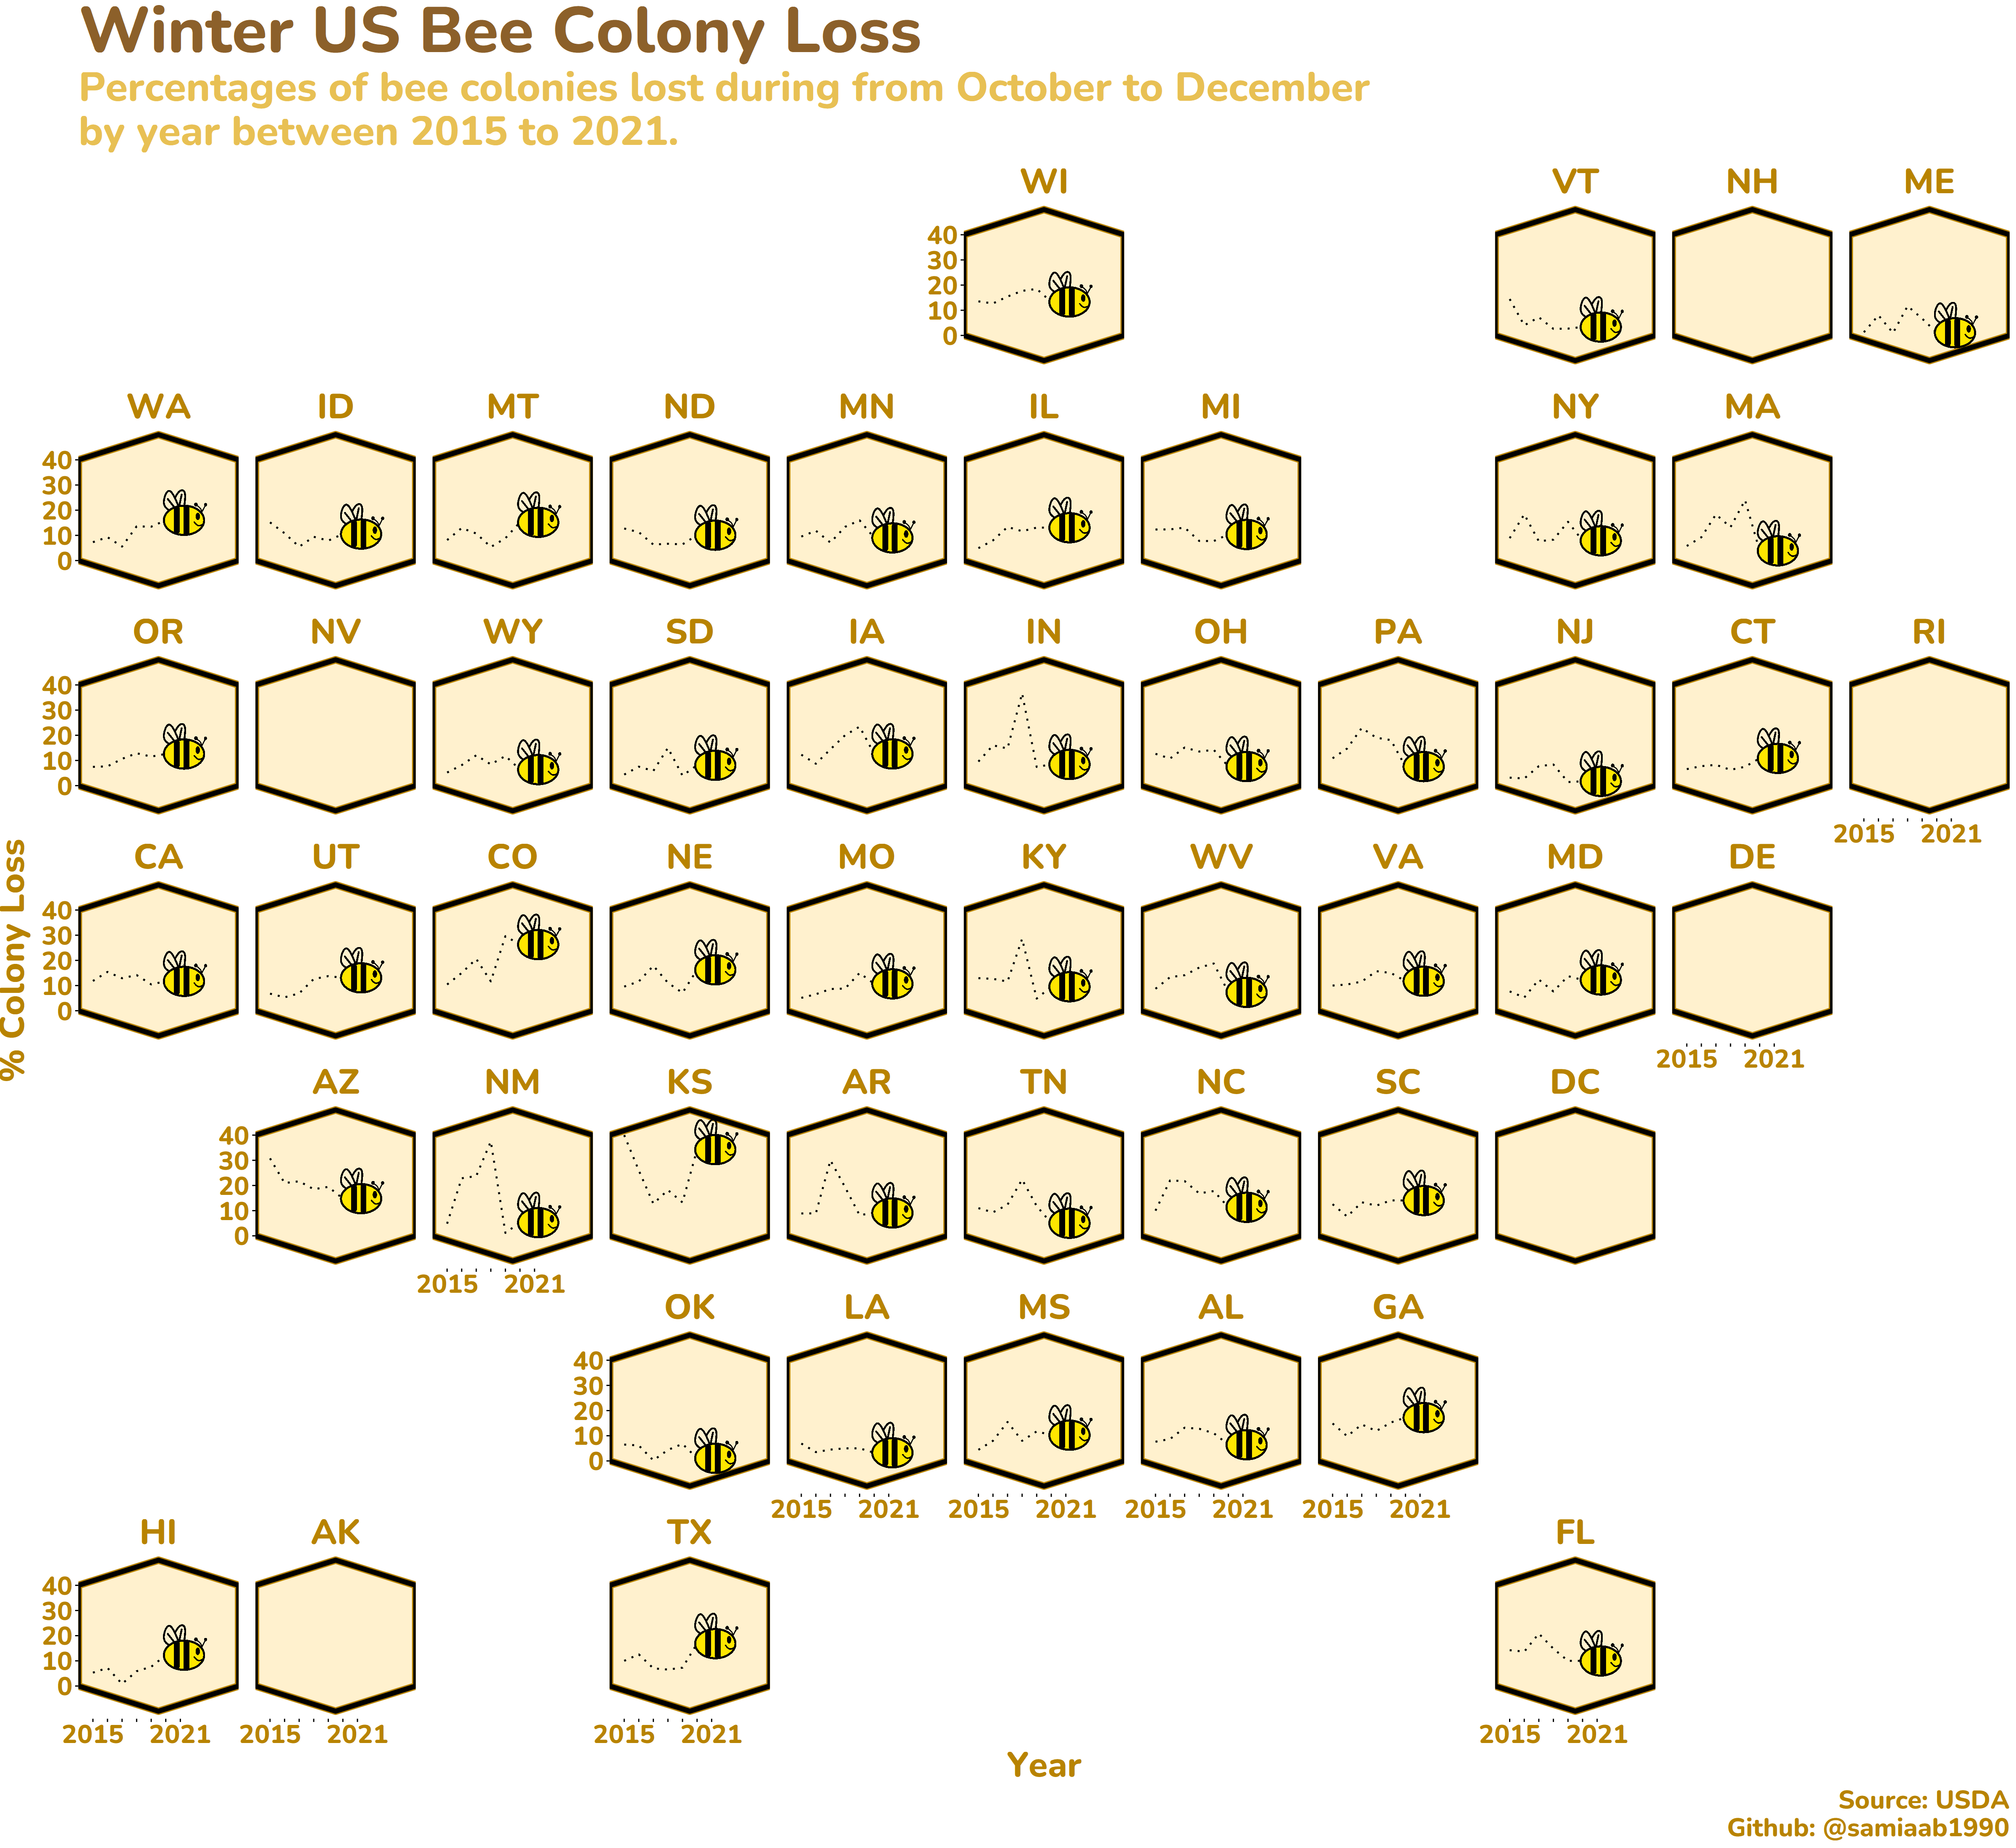 Winter US Bee Colony Loss
Percentages of bee colonies lost during from October to December
by year between 2015 to 2021.
WI VT NH ME
40
30
20
10
0
WA ID MT ND MN IL MI NY MA
40
30
20
10
0
OR NV WY SD IA IN OH PA NJ CT RI
40
30
20
10
0
2015 2021
% Colony Loss
CA UT CO NE MO KY WV VA MD DE
40
30
20
10
0
2015 2021
AZ NM KS AR TN NC SC DC
40
30
20
10
0
2015 2021
OK LA MS AL GA
40
30
20
10
0
2015 2021 2015 2021 2015 2021 2015 2021
HI AK TX FL
40
30
20
10
0
2015 2021 2015 2021 2015 2021 2015 2021
Year
Source: USDA
Github: @samiaab1990